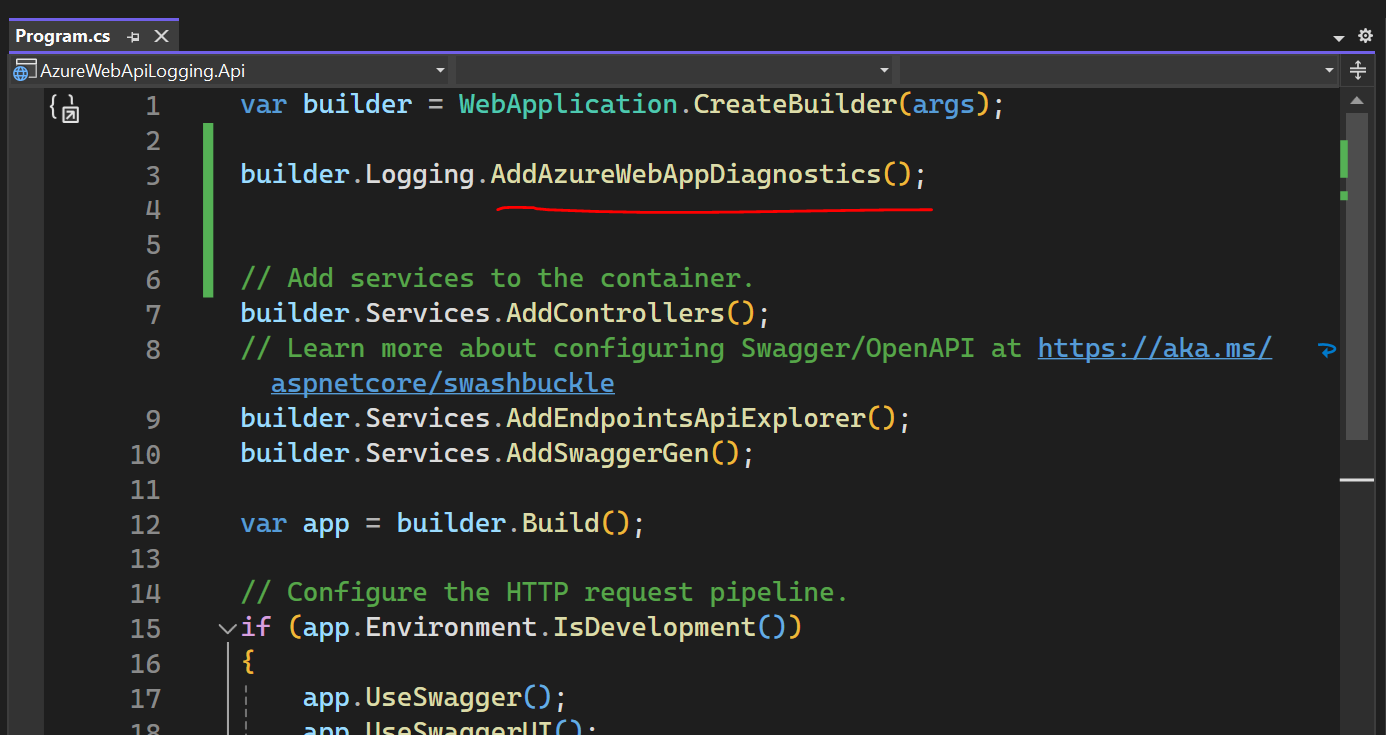 Program.cs
AzureWebApiLogging.Api
1 var builder = WebApplication.CreateBuilder(args);
2
3 builder.Logging.AddAzureWebAppDiagnostics();
4
5
6 // Add services to the container.
7 builder.Services.AddControllers();
8 // Learn more about configuring Swagger/OpenAPI at https://aka.ms/
aspnetcore/swashbuckle
9 builder.Services.AddEndpointsApiExplorer();
10 builder.Services.AddSwaggerGen();
11
12 var app = builder.Build();
13
14 // Configure the HTTP request pipeline.
15 if (app.Environment.IsDevelopment())
16 {
17 app.UseSwagger();
18 app.UseSwaggerUI();